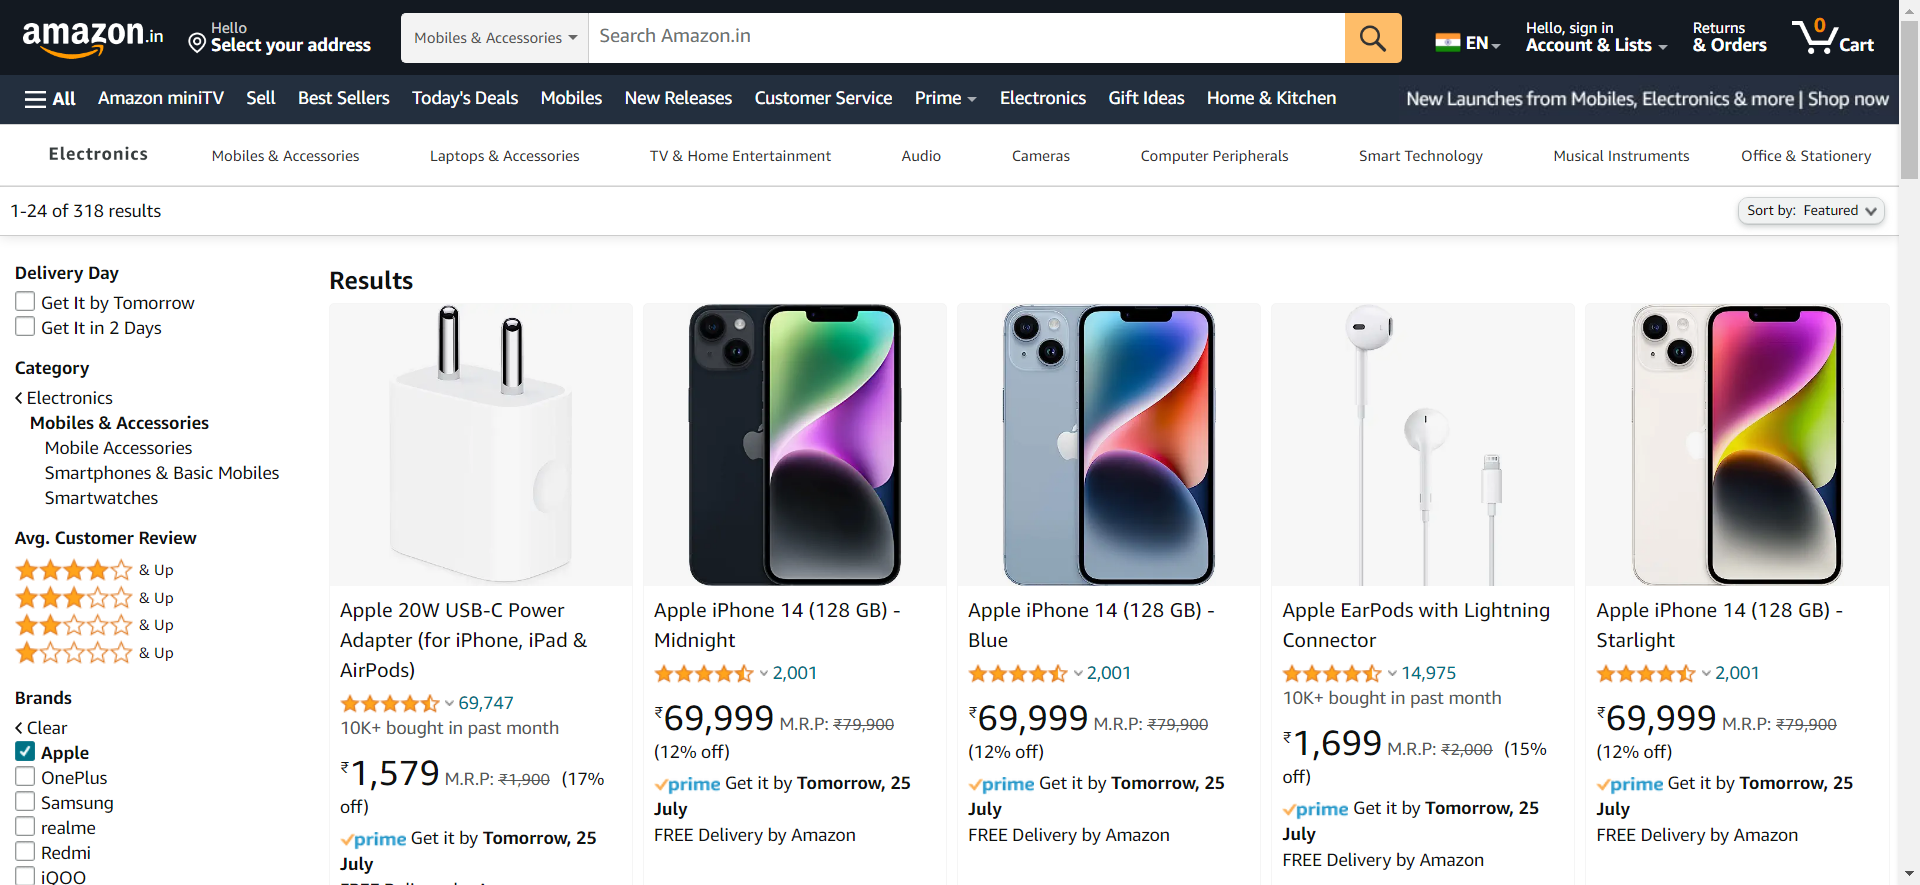 amazon.in
Hello
Select your address
Mobiles & Accessories
Search Amazon.in
EN
Hello, sign in
Account & Lists
Returns
& Orders
0
Cart
All
Amazon miniTV
Sell
Best Sellers
Today's Deals
Mobiles
New Releases
Customer Service
Prime
Electronics
Gift Ideas
Home & Kitchen
New Launches from Mobiles, Electronics & more | Shop now
Electronics
Mobiles & Accessories
Laptops & Accessories
TV & Home Entertainment
Audio
Cameras
Computer Peripherals
Smart Technology
Musical Instruments
Office & Stationery
1-24 of 318 results
Sort by: Featured
Delivery Day
Get It by Tomorrow
Get It in 2 Days
Category
Electronics
Mobiles & Accessories
Mobile Accessories
Smartphones & Basic Mobiles
Smartwatches
Avg. Customer Review
& Up
& Up
& Up
& Up
Brands
Clear
Apple
OnePlus
Samsung
realme
Redmi
iQOO
Results
Apple 20W USB-C Power
Adapter (for iPhone, iPad &
AirPods)
69,747
10K+ bought in past month
₹1,579 M.R.P: ₹1,900 (17%
off)
prime Get it by Tomorrow, 25
July
Apple iPhone 14 (128 GB) -
Midnight
2,001
₹69,999 M.R.P: ₹79,900
(12% off)
prime Get it by Tomorrow, 25
July
FREE Delivery by Amazon
Apple iPhone 14 (128 GB) -
Blue
2,001
₹69,999 M.R.P: ₹79,900
(12% off)
prime Get it by Tomorrow, 25
July
FREE Delivery by Amazon
Apple EarPods with Lightning
Connector
14,975
10K+ bought in past month
₹1,699 M.R.P: ₹2,000 (15%
off)
prime Get it by Tomorrow, 25
July
FREE Delivery by Amazon
Apple iPhone 14 (128 GB) -
Starlight
2,001
₹69,999 M.R.P: ₹79,900
(12% off)
prime Get it by Tomorrow, 25
July
FREE Delivery by Amazon